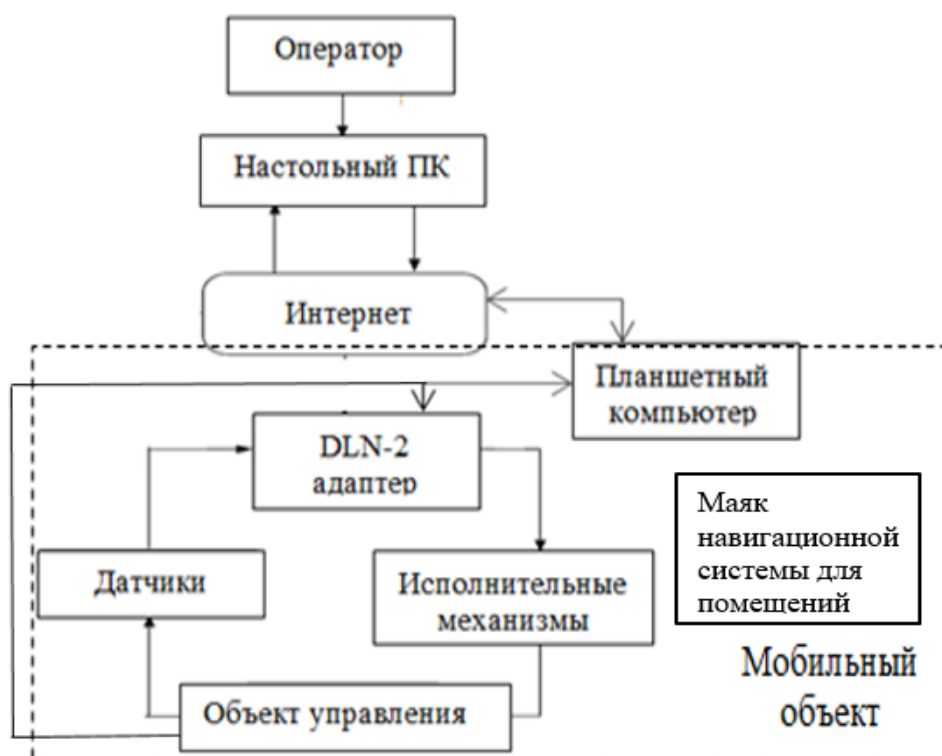 Оператор
Настольный ПК
Интернет
Планшетный
компьютер
DLN-2
адаптер
Маяк
навигационной
системы для
помещений
Датчики
Исполнительные
механизмы
Мобильный
объект
Объект управления